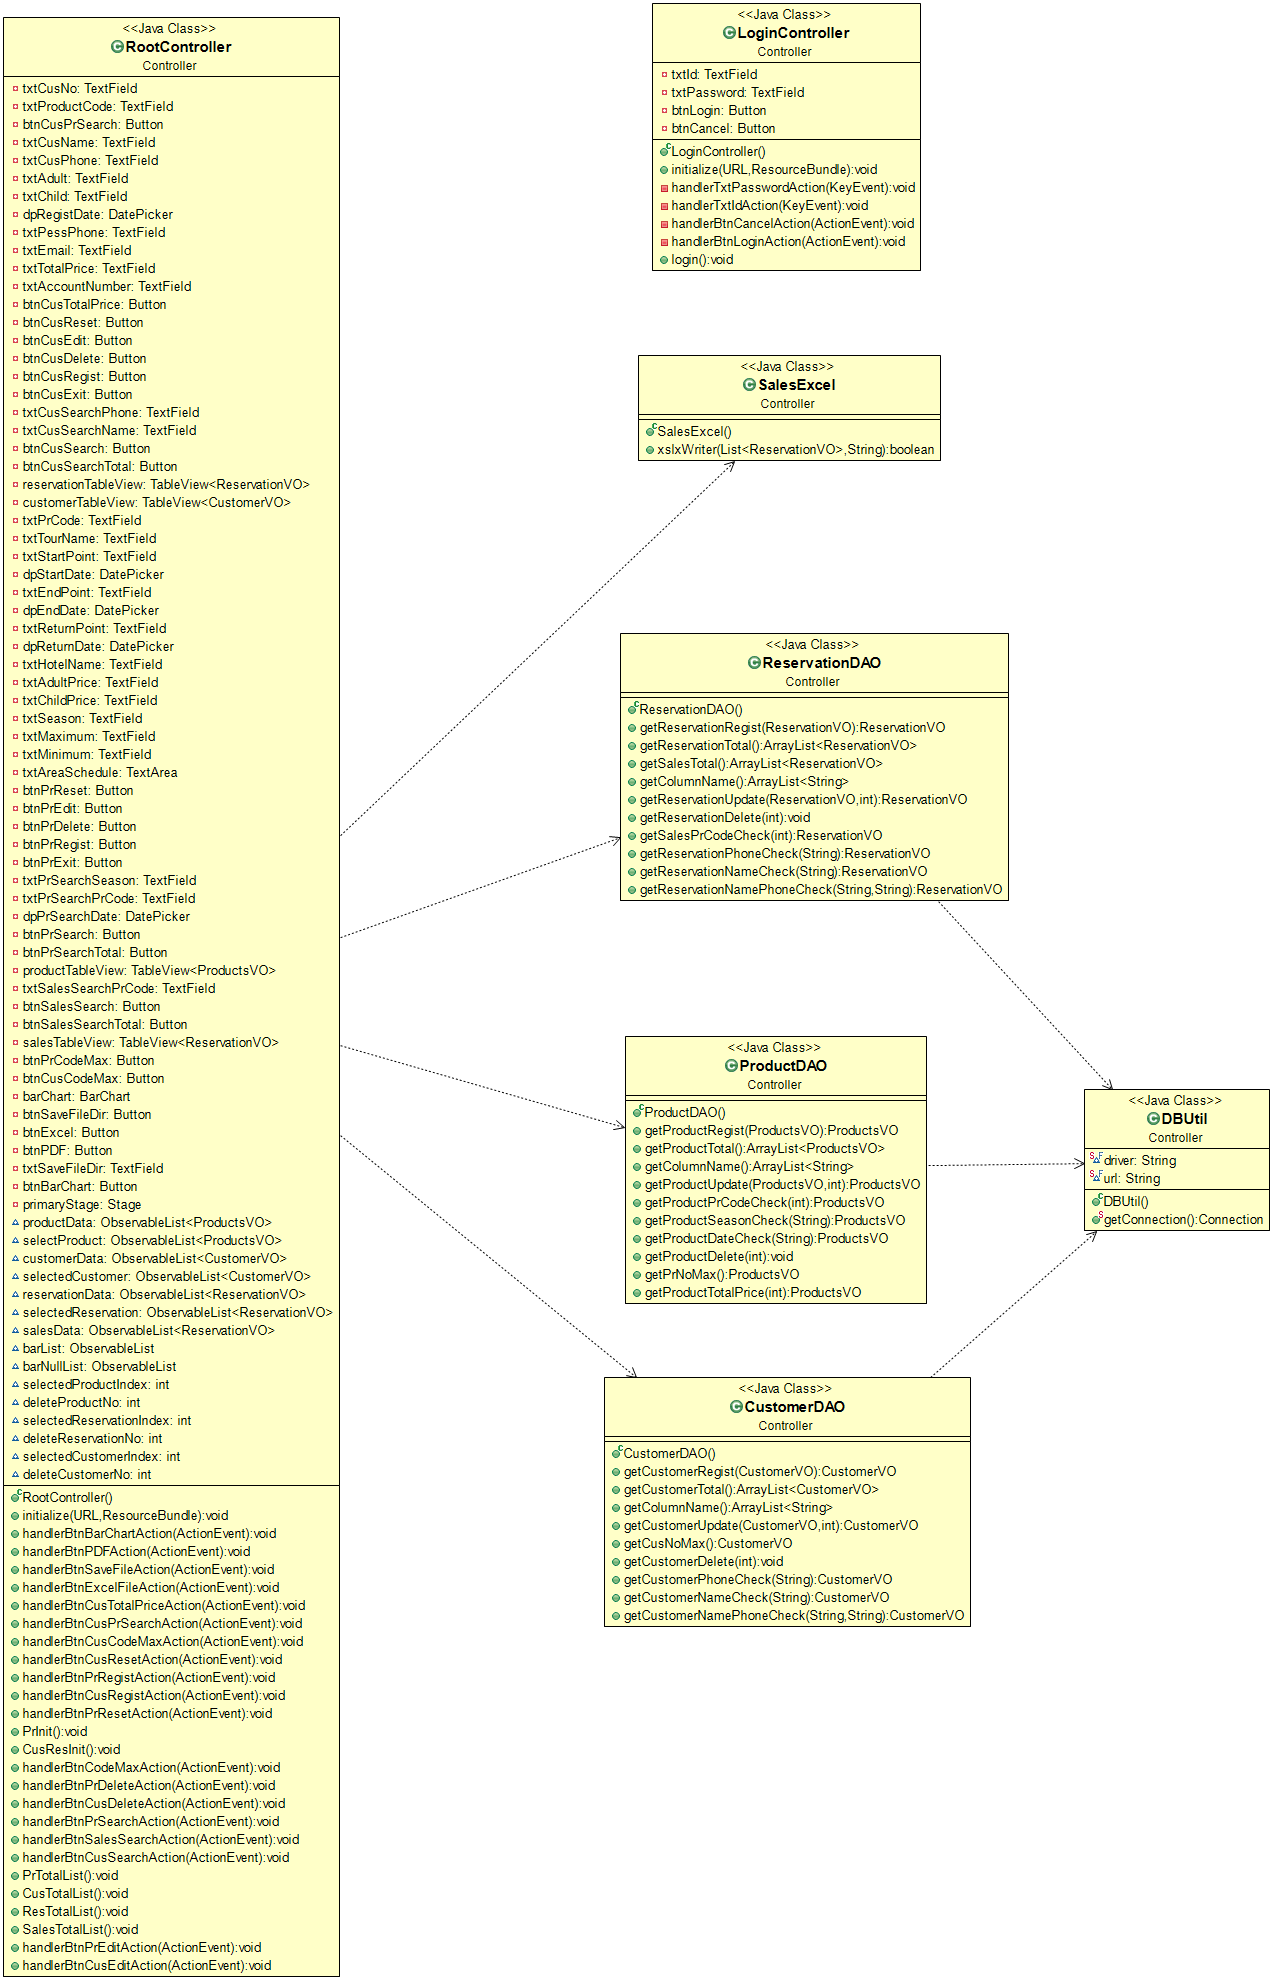 <<Java Class>>
RootController
Controller
txtCusNo: TextField
txtProductCode: TextField
btnCusPrSearch: Button
txtCusName: TextField
txtCusPhone: TextField
txtAdult: TextField
txtChild: TextField
dpRegistDate: DatePicker
txtPessPhone: TextField
txtEmail: TextField
txtTotalPrice: TextField
txtAccountNumber: TextField
btnCusTotalPrice: Button
btnCusReset: Button
btnCusEdit: Button
btnCusDelete: Button
btnCusRegist: Button
btnCusExit: Button
txtCusSearchPhone: TextField
txtCusSearchName: TextField
btnCusSearch: Button
btnCusSearchTotal: Button
reservationTableView: TableView<ReservationVO>
customerTableView: TableView<CustomerVO>
txtPrCode: TextField
txtTourName: TextField
txtStartPoint: TextField
dpStartDate: DatePicker
txtEndPoint: TextField
dpEndDate: DatePicker
txtReturnPoint: TextField
dpReturnDate: DatePicker
txtHotelName: TextField
txtAdultPrice: TextField
txtChildPrice: TextField
txtSeason: TextField
txtMaximum: TextField
txtMinimum: TextField
txtAreaSchedule: TextArea
btnPrReset: Button
btnPrEdit: Button
btnPrDelete: Button
btnPrRegist: Button
btnPrExit: Button
txtPrSearchSeason: TextField
txtPrSearchPrCode: TextField
dpPrSearchDate: DatePicker
btnPrSearch: Button
btnPrSearchTotal: Button
productTableView: TableView<ProductsVO>
txtSalesSearchPrCode: TextField
btnSalesSearch: Button
btnSalesSearchTotal: Button
salesTableView: TableView<ReservationVO>
btnPrCodeMax: Button
btnCusCodeMax: Button
barChart: BarChart
btnSaveFileDir: Button
btnExcel: Button
btnPDF: Button
txtSaveFileDir: TextField
btnBarChart: Button
primaryStage: Stage
productData: ObservableList<ProductsVO>
selectProduct: ObservableList<ProductsVO>
customerData: ObservableList<CustomerVO>
selectedCustomer: ObservableList<CustomerVO>
reservationData: ObservableList<ReservationVO>
selectedReservation: ObservableList<ReservationVO>
salesData: ObservableList<ReservationVO>
barList: ObservableList
barNullList: ObservableList
selectedProductIndex: int
deleteProductNo: int
selectedReservationIndex: int
deleteReservationNo: int
selectedCustomerIndex: int
deleteCustomerNo: int
RootController()
initialize(URL,ResourceBundle):void
handlerBtnBarChartAction(ActionEvent):void
handlerBtnPDFAction(ActionEvent):void
handlerBtnSaveFileAction(ActionEvent):void
handlerBtnExcelFileAction(ActionEvent):void
handlerBtnCusTotalPriceAction(ActionEvent):void
handlerBtnCusPrSearchAction(ActionEvent):void
handlerBtnCusCodeMaxAction(ActionEvent):void
handlerBtnCusResetAction(ActionEvent):void
handlerBtnPrRegistAction(ActionEvent):void
handlerBtnCusRegistAction(ActionEvent):void
handlerBtnPrResetAction(ActionEvent):void
PrInit():void
CusResInit():void
handlerBtnCodeMaxAction(ActionEvent):void
handlerBtnPrDeleteAction(ActionEvent):void
handlerBtnCusDeleteAction(ActionEvent):void
handlerBtnPrSearchAction(ActionEvent):void
handlerBtnSalesSearchAction(ActionEvent):void
handlerBtnCusSearchAction(ActionEvent):void
PrTotalList():void
CusTotalList():void
ResTotalList():void
SalesTotalList():void
handlerBtnPrEditAction(ActionEvent):void
handlerBtnCusEditAction(ActionEvent):void
<<Java Class>>
LoginController
Controller
txtId: TextField
txtPassword: TextField
btnLogin: Button
btnCancel: Button
LoginController()
initialize(URL,ResourceBundle):void
handlerTxtPasswordAction(KeyEvent):void
handlerTxtIdAction(KeyEvent):void
handlerBtnCancelAction(ActionEvent):void
handlerBtnLoginAction(ActionEvent):void
login():void
<<Java Class>>
SalesExcel
Controller
SalesExcel()
xslxWriter(List<ReservationVO>,String):boolean
<<Java Class>>
ReservationDAO
Controller
ReservationDAO()
getReservationRegist(ReservationVO):ReservationVO
getReservationTotal():ArrayList<ReservationVO>
getSalesTotal():ArrayList<ReservationVO>
getColumnName():ArrayList<String>
getReservationUpdate(ReservationVO,int):ReservationVO
getReservationDelete(int):void
getSalesPrCodeCheck(int):ReservationVO
getReservationPhoneCheck(String):ReservationVO
getReservationNameCheck(String):ReservationVO
getReservationNamePhoneCheck(String,String):ReservationVO
<<Java Class>>
ProductDAO
Controller
ProductDAO()
getProductRegist(ProductsVO):ProductsVO
getProductTotal():ArrayList<ProductsVO>
getColumnName():ArrayList<String>
getProductUpdate(ProductsVO,int):ProductsVO
getProductPrCodeCheck(int):ProductsVO
getProductSeasonCheck(String):ProductsVO
getProductDateCheck(String):ProductsVO
getProductDelete(int):void
getPrNoMax():ProductsVO
getProductTotalPrice(int):ProductsVO
<<Java Class>>
DBUtil
Controller
driver: String
url: String
DBUtil()
getConnection():Connection
<<Java Class>>
CustomerDAO
Controller
CustomerDAO()
getCustomerRegist(CustomerVO):CustomerVO
getCustomerTotal():ArrayList<CustomerVO>
getColumnName():ArrayList<String>
getCustomerUpdate(CustomerVO,int):CustomerVO
getCusNoMax():CustomerVO
getCustomerDelete(int):void
getCustomerPhoneCheck(String):CustomerVO
getCustomerNameCheck(String):CustomerVO
getCustomerNamePhoneCheck(String,String):CustomerVO